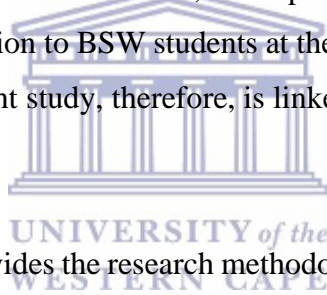 ion to BSW students at the
nt study, therefore, is linke
UNIVERSITY of the
vides the research methodo
WESTERN CAPE